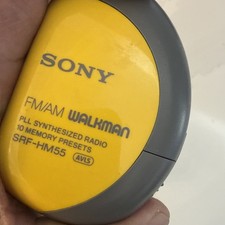 SONY
FM/AM WALKMAN
PLL SYNTHESIZED RADIO
10 MEMORY PRESETS
SRF-HM55 AVLS